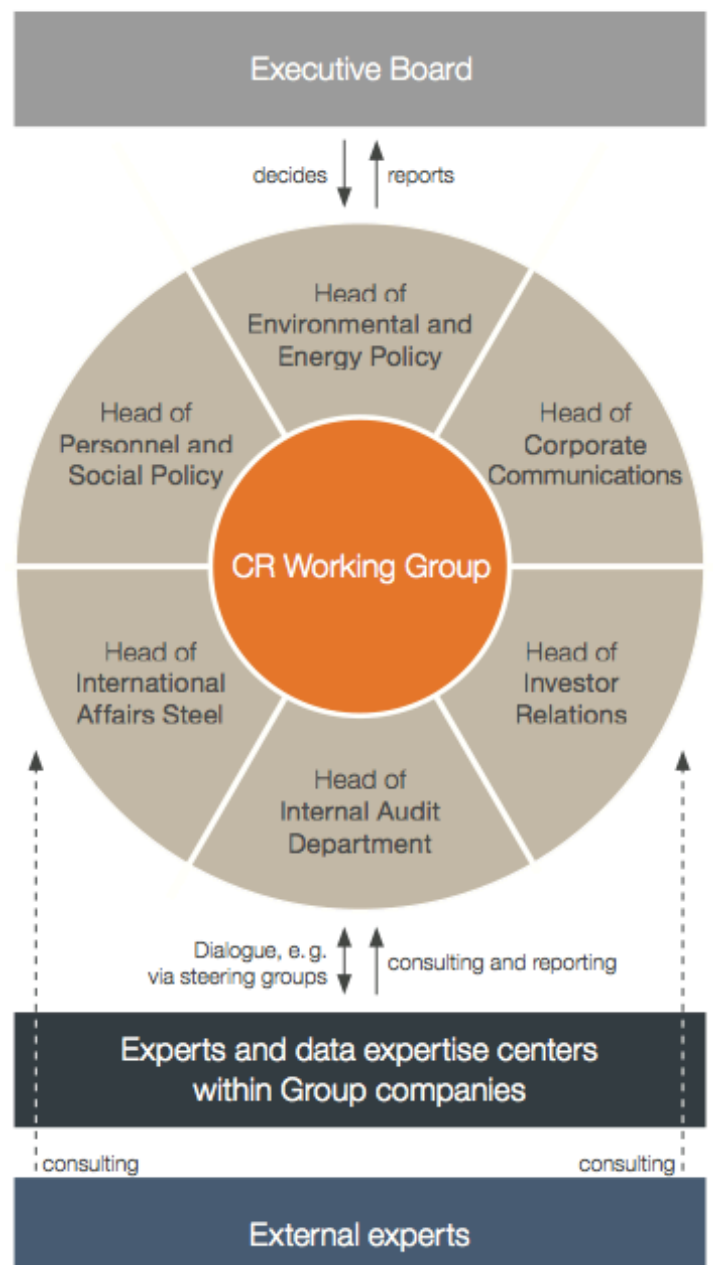 Executive Board
decides
reports
Head of
Environmental and
Energy Policy
Head of
Personnel and
Social Policy
Head of
Corporate
Communications
CR Working Group
Head of
International
Affairs Steel
Head of
Investor
Relations
Head of
Internal Audit
Department
Dialogue, e. g.
via steering groups
consulting and reporting
Experts and data expertise centers
within Group companies
consulting
consulting
External experts